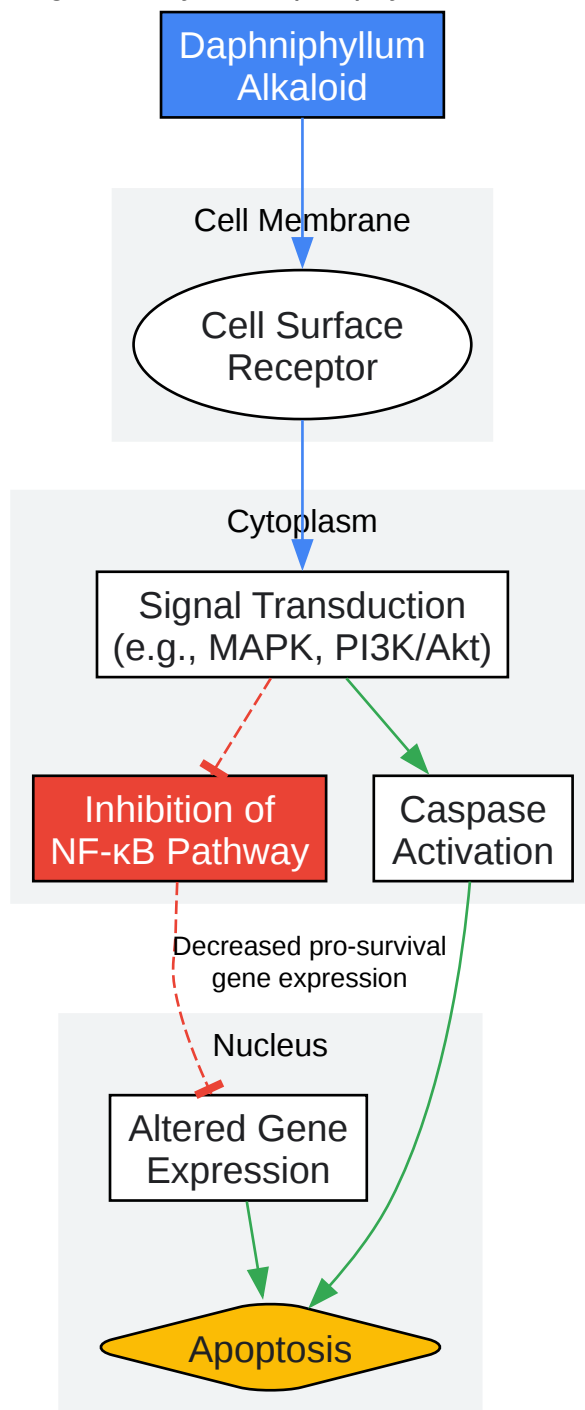 Daphniphyllum
Alkaloid
Cell Membrane
Cell Surface
Receptor
Cytoplasm
Signal Transduction
(e.g., MAPK, PI3K/Akt)
Inhibition of
NF-κB Pathway
Caspase
Activation
Decreased pro-survival
gene expression
Nucleus
Altered Gene
Expression
Apoptosis